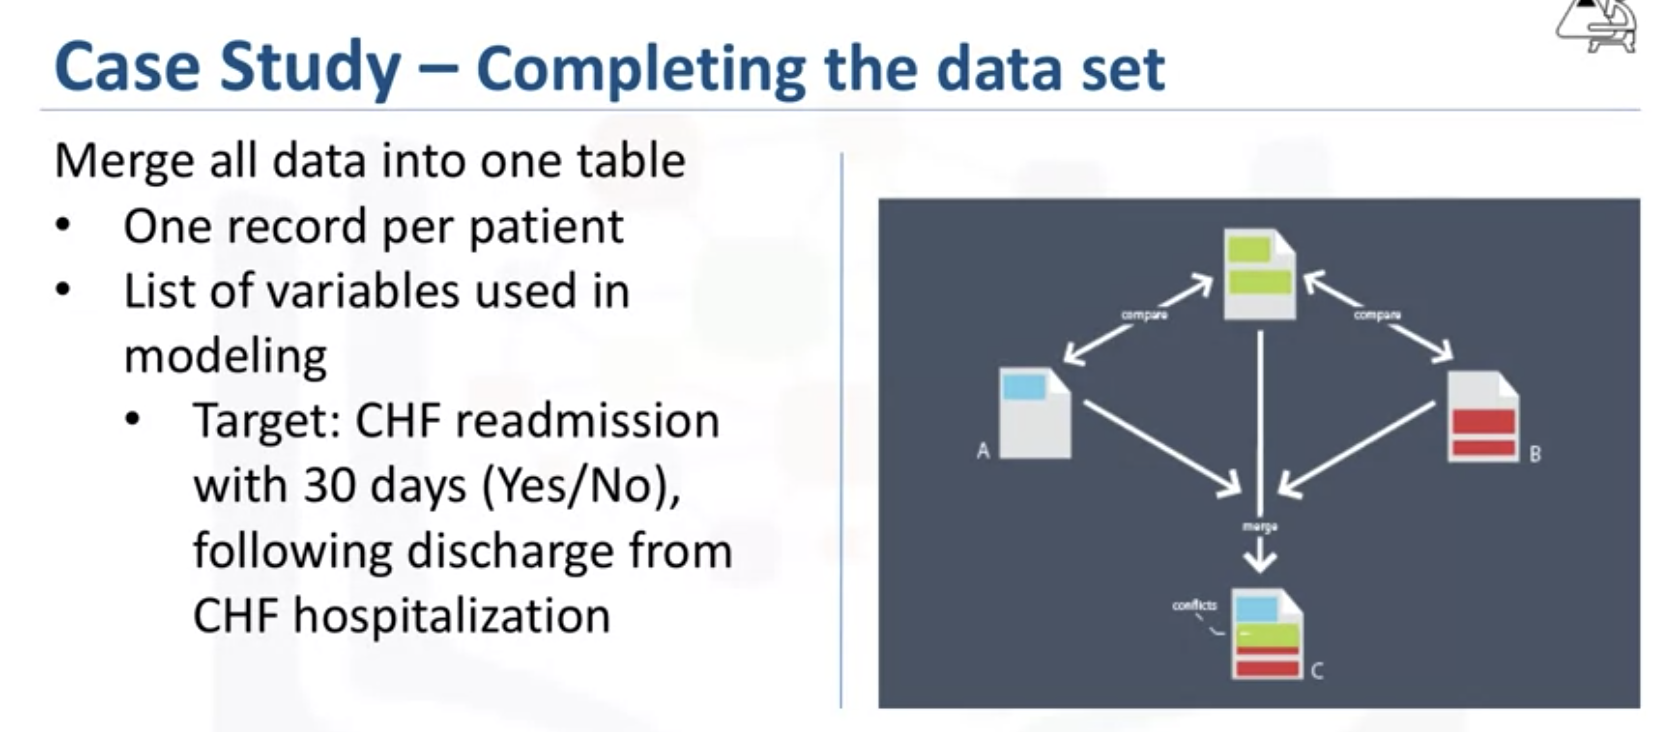 Case Study – Completing the data set
Merge all data into one table
• One record per patient
• List of variables used in
modeling
• Target: CHF readmission
with 30 days (Yes/No),
following discharge from
CHF hospitalization
compare
compare
A
B
merge
conflicts
C